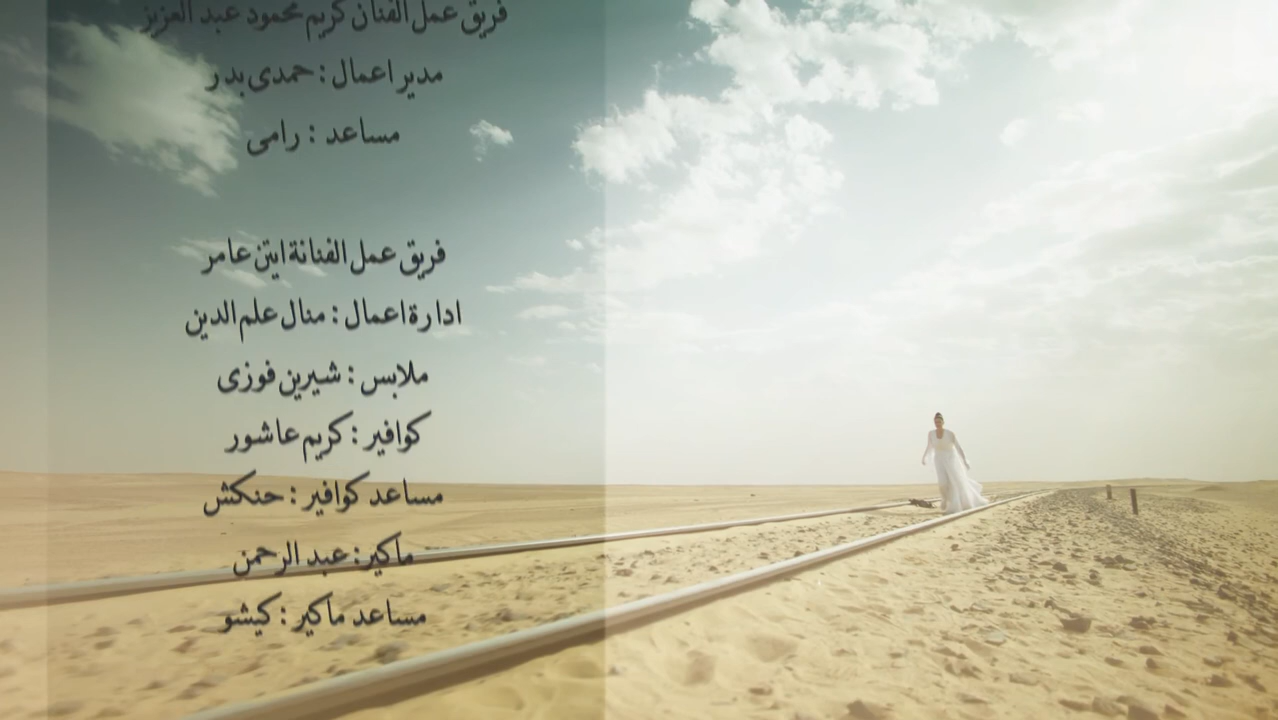 فريق عمل الفنان كريم محمود عبد العزيز
مدير اعمال : حمدى بدر
مساعد : رامى
فريق عمل الفنانة ايتن عامر
ادارة اعمال : منال علم الدين
ملابس : شيرين فوزى
كوافير : كريم عاشور
مساعد كوافير : حنكش
ماكير : عبد الرحمن
مساعد ماكير : كيشو